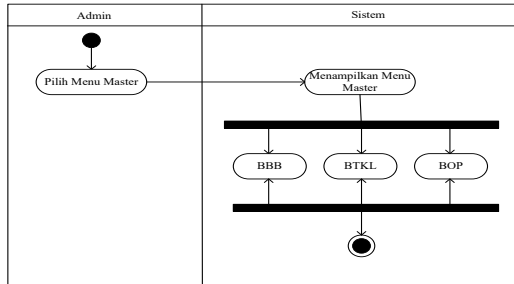 Admin
Sistem
Pilih Menu Master
Menampilkan Menu
Master
BBB
BTKL
BOP